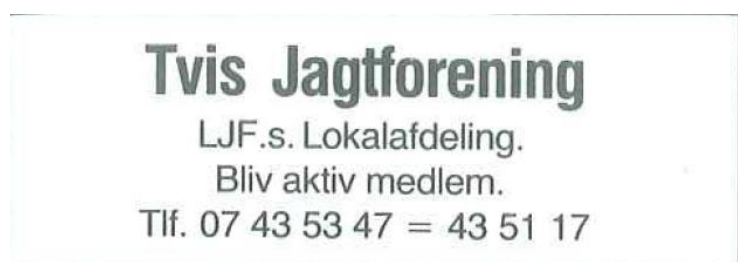 Tvis Jagtforening
LJF.s. Lokalafdeling.
Bliv aktiv medlem.
Tlf. 07 43 53 47 = 43 51 17